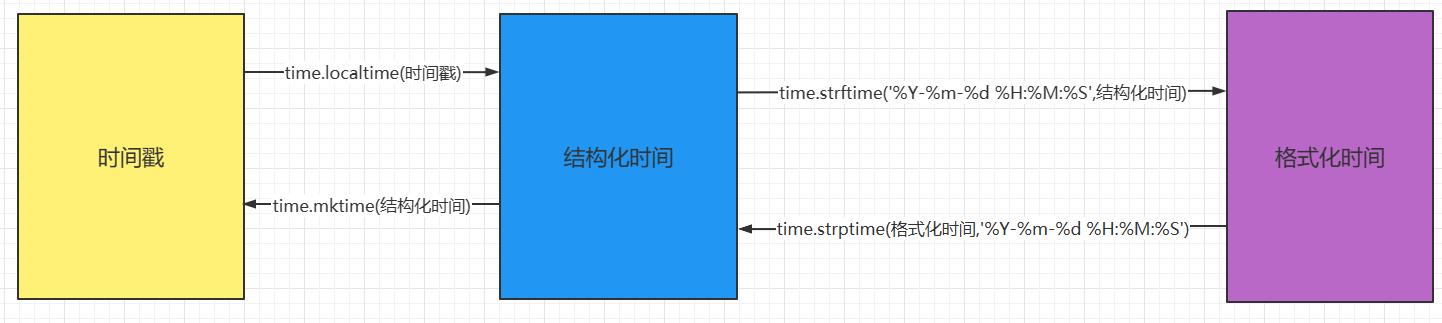 时间戳
time.localtime(时间戳)
time.mktime(结构化时间)
结构化时间
time.strftime('%Y-%m-%d %H:%M:%S',结构化时间)
time.strptime(格式化时间,'%Y-%m-%d %H:%M:%S')
格式化时间